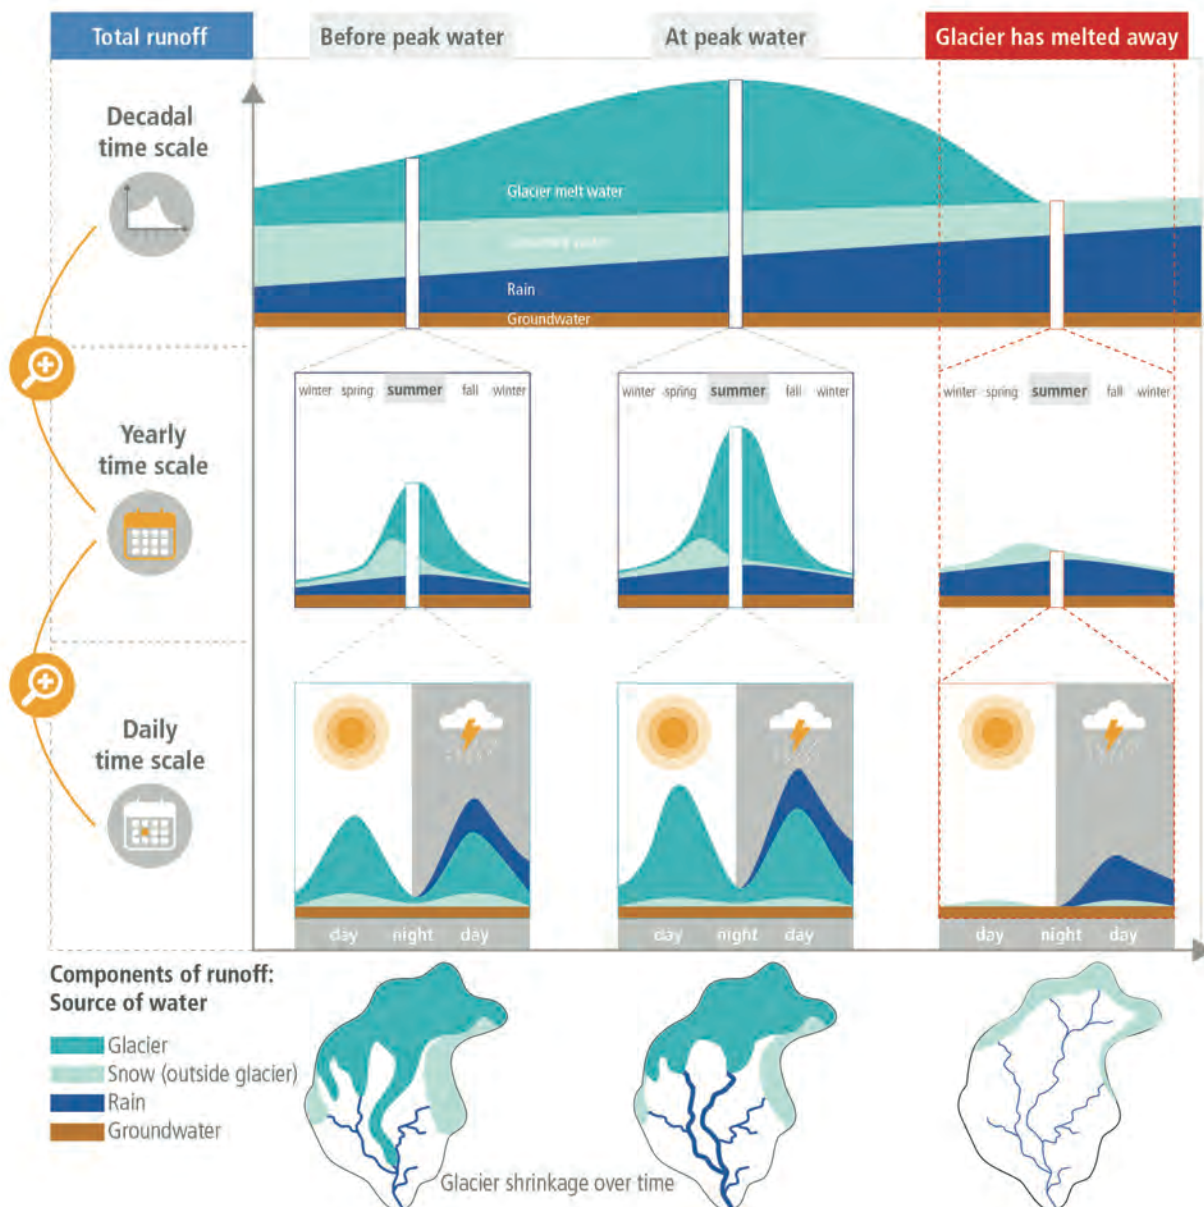 Total runoff
Before peak water
At peak water
Glacier has melted away
Decadal
time scale
Glacier melt water
Rain
Groundwater
Yearly
time scale
winter spring summer fall winter
winter spring summer fall winter
winter spring summer fall winter
Daily
time scale
day night day
day night day
day night day
Components of runoff:
Source of water
Glacier
Snow (outside glacier)
Rain
Groundwater
Glacier shrinkage over time